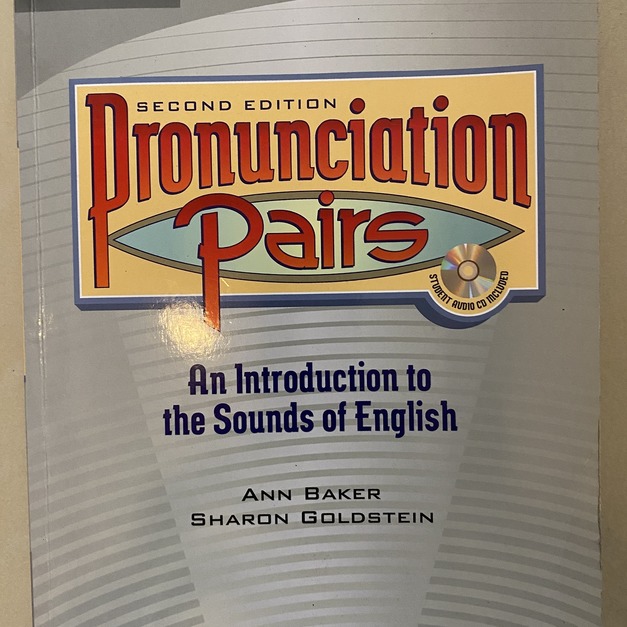 SECOND EDITION
Pronunciation
Pairs
STUDENT AUDIO CD INCLUDED
An Introduction to
the Sounds of English
ANN BAKER
SHARON GOLDSTEIN